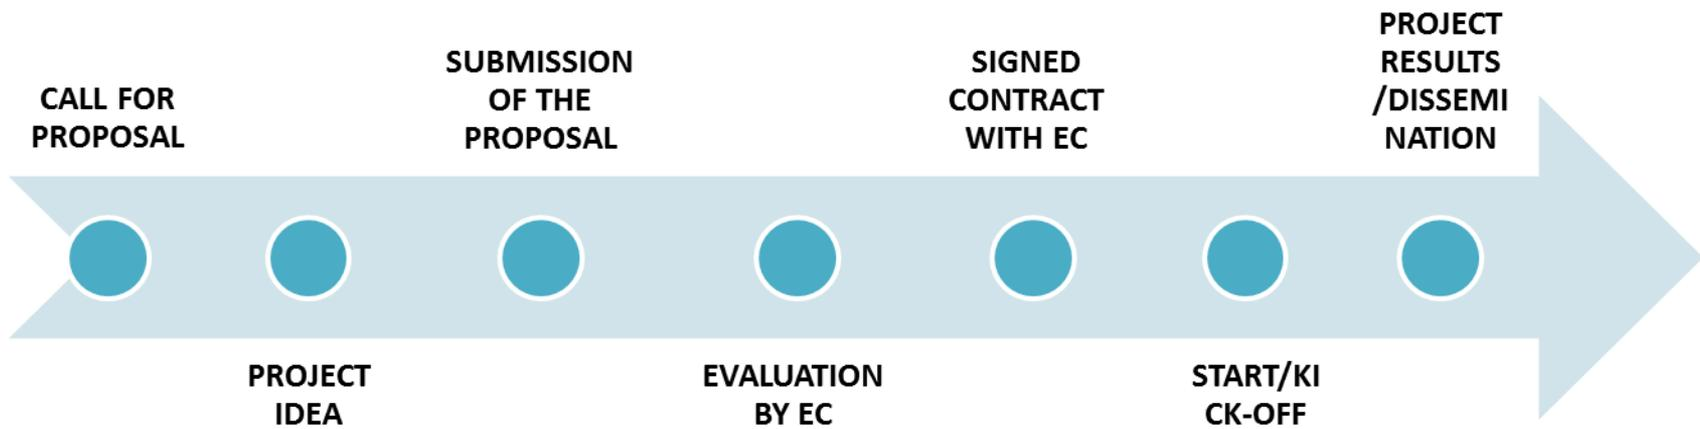 CALL FOR
PROPOSAL
PROJECT
IDEA
SUBMISSION
OF THE
PROPOSAL
EVALUATION
BY EC
SIGNED
CONTRACT
WITH EC
START/KI
CK-OFF
PROJECT
RESULTS
/DISSEMI
NATION